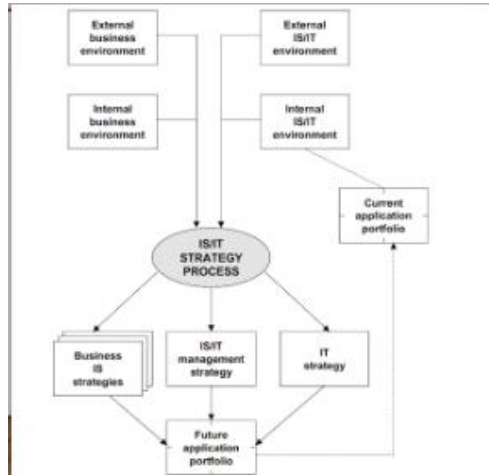 External
business
environment
External
IS/IT
environment
Internal
business
environment
Internal
IS/IT
environment
Current
application
portfolio
IS/IT
STRATEGY
PROCESS
Business
IS
strategies
IS/IT
management
strategy
IT
strategy
Future
application
portfolio